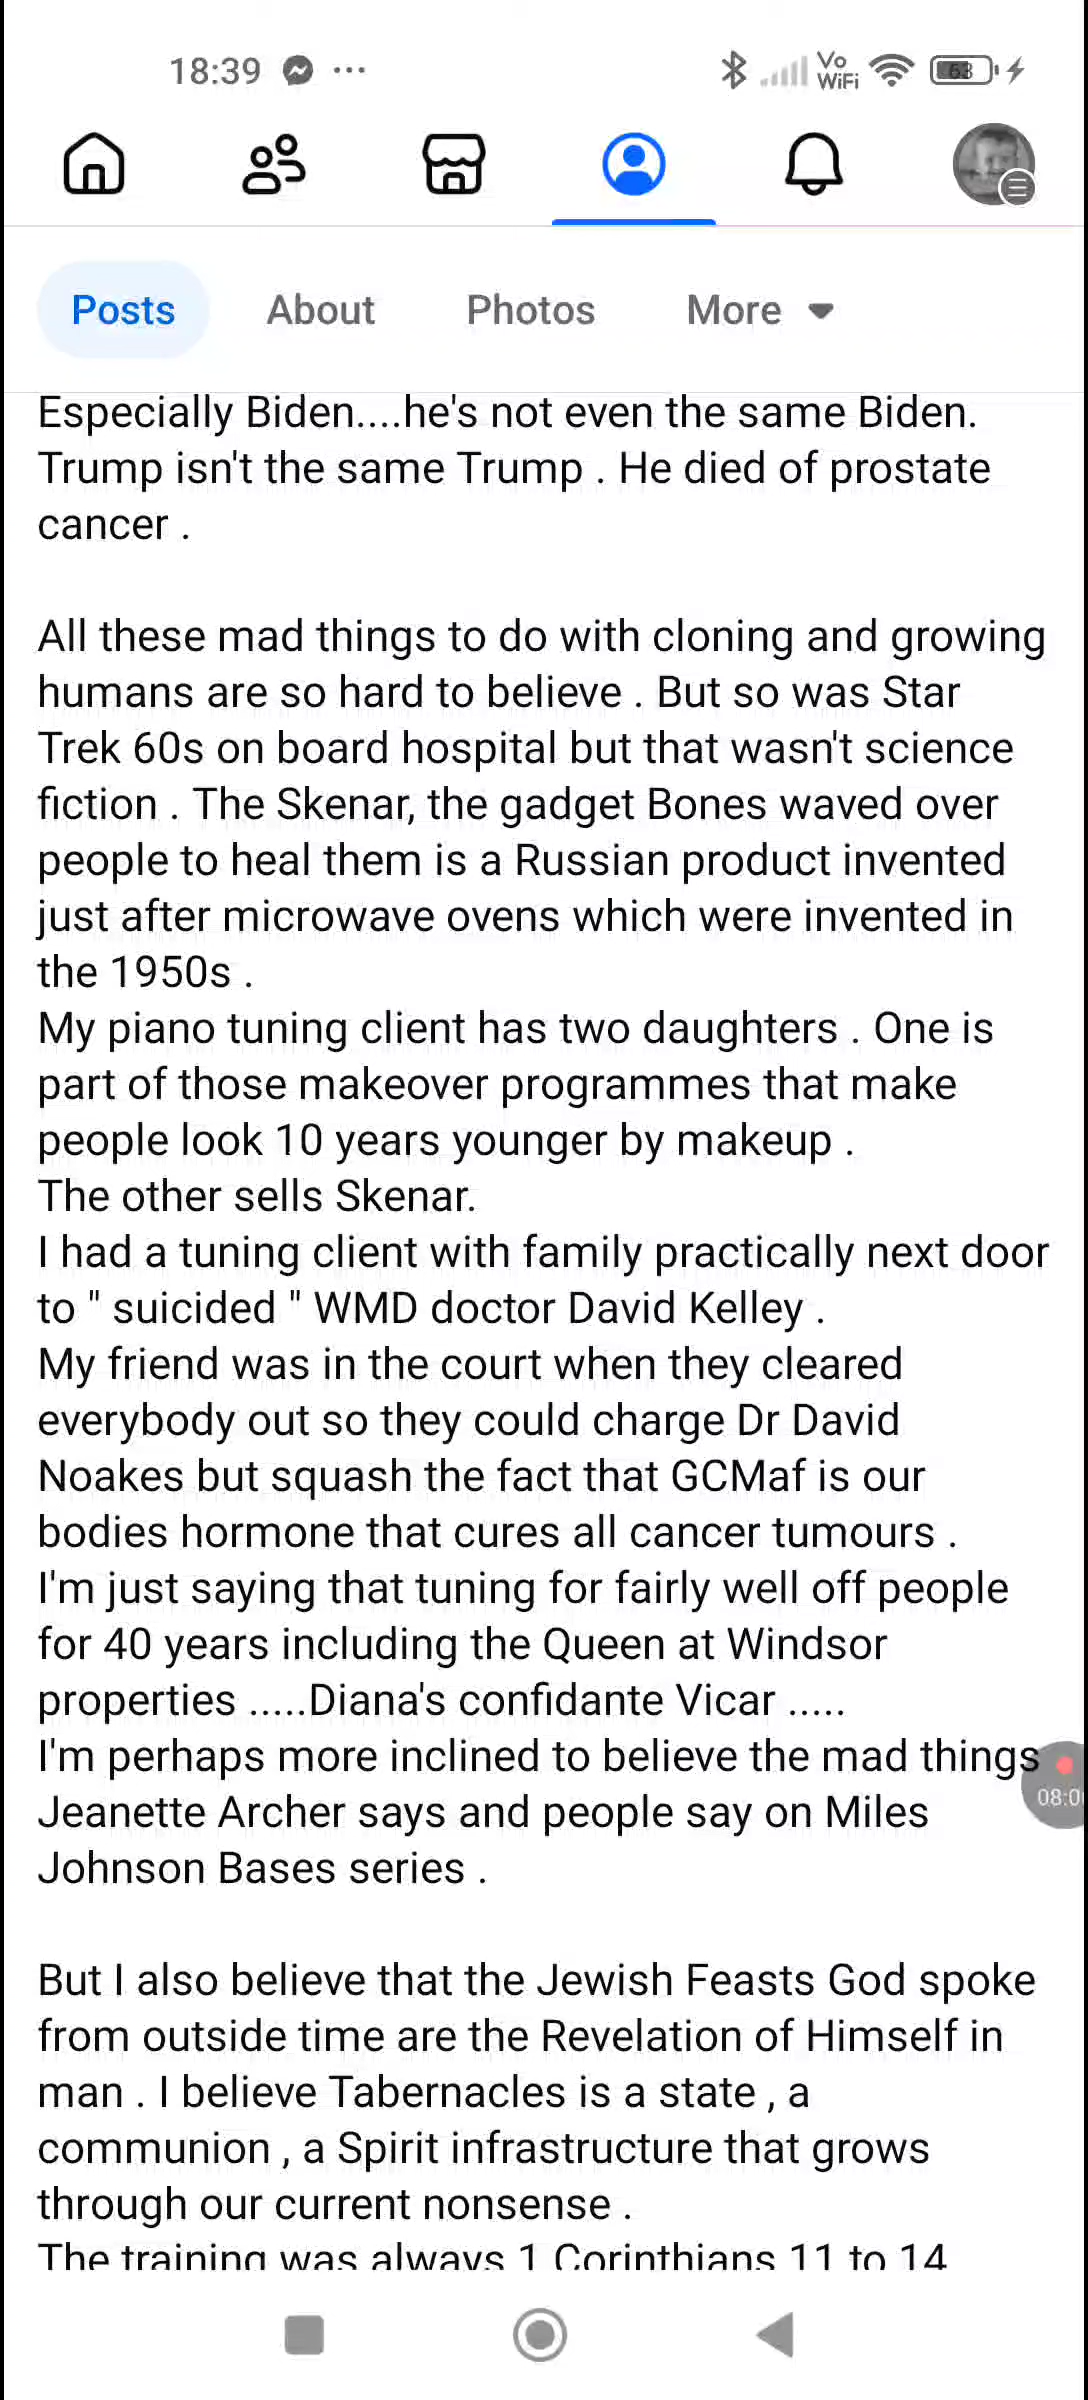 18:39
Vo
WiFi
63
Posts
About
Photos
More
Especially Biden....he's not even the same Biden.
Trump isn't the same Trump . He died of prostate
cancer .
All these mad things to do with cloning and growing
humans are so hard to believe . But so was Star
Trek 60s on board hospital but that wasn't science
fiction . The Skenar, the gadget Bones waved over
people to heal them is a Russian product invented
just after microwave ovens which were invented in
the 1950s .
My piano tuning client has two daughters . One is
part of those makeover programmes that make
people look 10 years younger by makeup .
The other sells Skenar.
I had a tuning client with family practically next door
to " suicided " WMD doctor David Kelley .
My friend was in the court when they cleared
everybody out so they could charge Dr David
Noakes but squash the fact that GCMaf is our
bodies hormone that cures all cancer tumours .
I'm just saying that tuning for fairly well off people
for 40 years including the Queen at Windsor
properties .....Diana's confidante Vicar .....
I'm perhaps more inclined to believe the mad things
08:0
Jeanette Archer says and people say on Miles
Johnson Bases series .
But I also believe that the Jewish Feasts God spoke
from outside time are the Revelation of Himself in
man . I believe Tabernacles is a state , a
communion , a Spirit infrastructure that grows
through our current nonsense .
The training was always 1 Corinthians 11 to 14